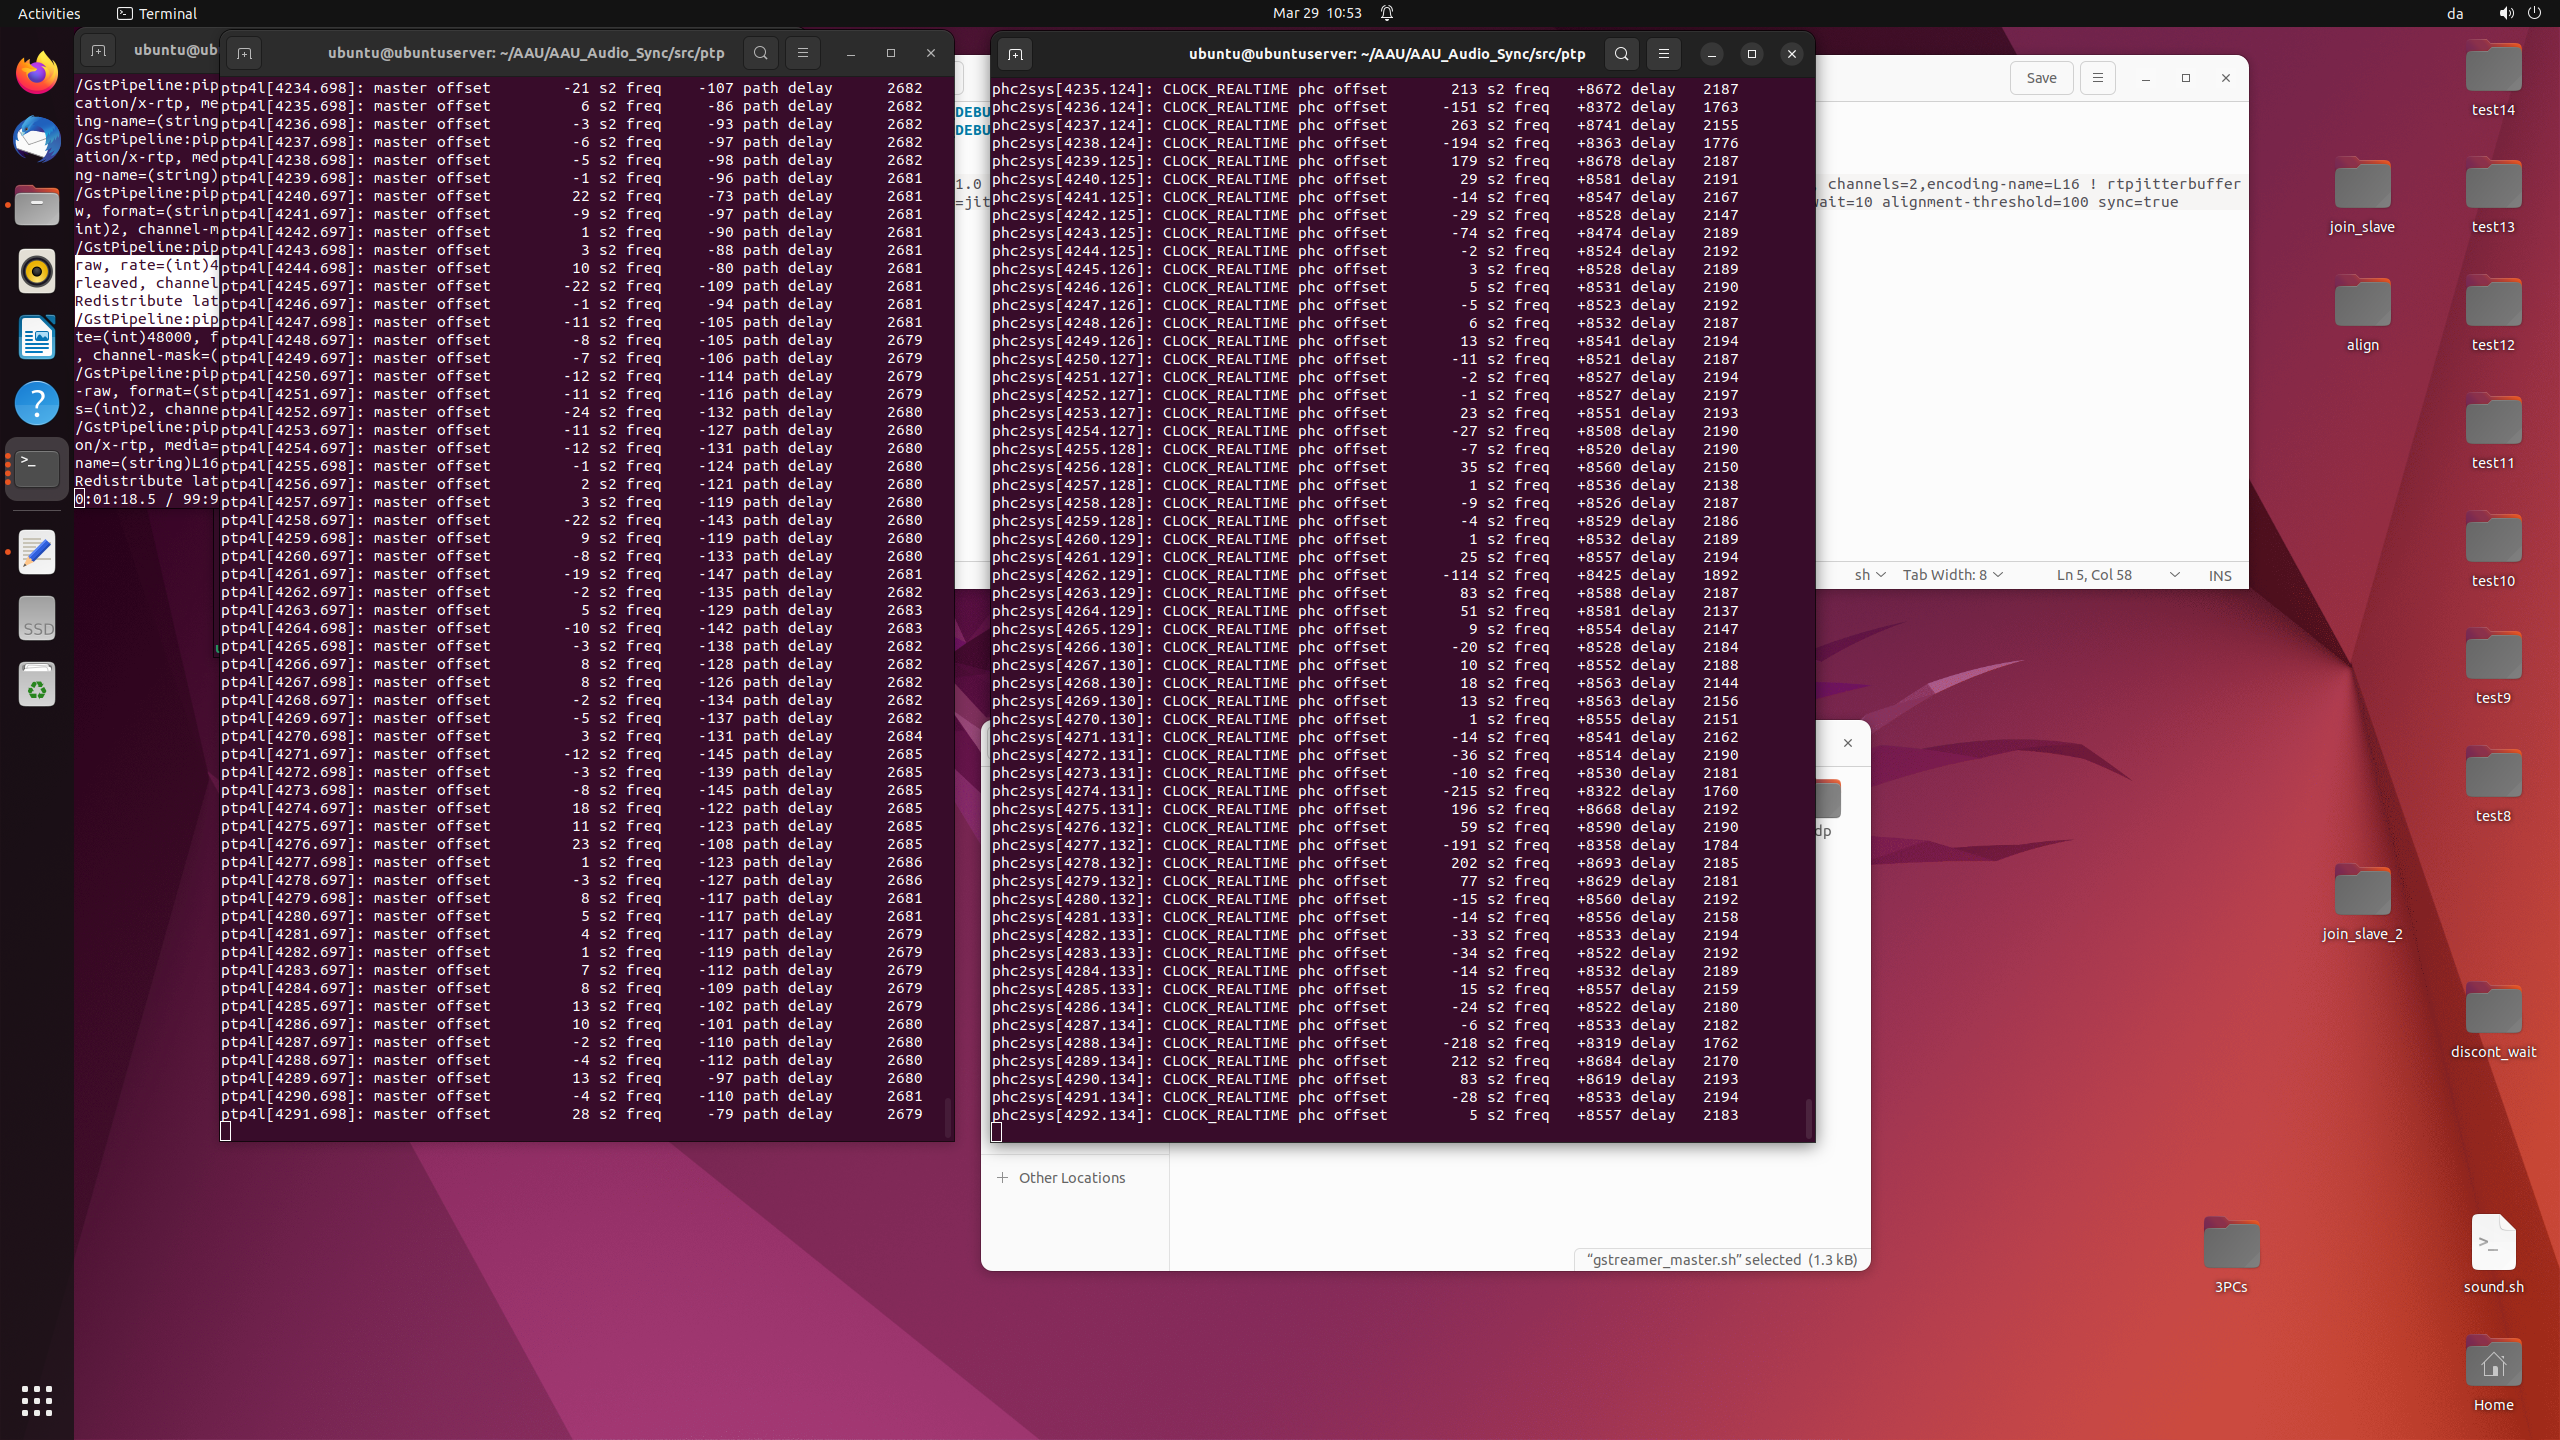 Activities
Terminal
Mar 29 10:53
da
ubuntu@ub
/GstPipeline:pip
cation/x-rtp, me
ing-name=(string
/GstPipeline:pip
ation/x-rtp, med
ng-name=(string)
/GstPipeline:pip
w, format=(strin
int)2, channel-m
/GstPipeline:pip
raw, rate=(int)4
rleaved, channel
Redistribute lat
/GstPipeline:pip
te=(int)48000, f
, channel-mask=(
/GstPipeline:pip
-raw, format=(st
s=(int)2, channe
/GstPipeline:pip
on/x-rtp, media=
name=(string)L16
Redistribute lat
0:01:18.5 / 99:9
ubuntu@ubuntuserver: ~/AAU/AAU_Audio_Sync/src/ptp
ptp4l[4234.698]: master offset -21 s2 freq -107 path delay 2682
ptp4l[4235.698]: master offset 6 s2 freq -86 path delay 2682
ptp4l[4236.698]: master offset -3 s2 freq -93 path delay 2682
ptp4l[4237.698]: master offset -6 s2 freq -97 path delay 2682
ptp4l[4238.698]: master offset -5 s2 freq -98 path delay 2682
ptp4l[4239.698]: master offset -1 s2 freq -96 path delay 2681
ptp4l[4240.698]: master offset 22 s2 freq -73 path delay 2681
ptp4l[4241.697]: master offset -9 s2 freq -97 path delay 2681
ptp4l[4242.697]: master offset 1 s2 freq -90 path delay 2681
ptp4l[4243.698]: master offset 3 s2 freq -88 path delay 2681
ptp4l[4244.698]: master offset 10 s2 freq -80 path delay 2681
ptp4l[4245.697]: master offset -22 s2 freq -109 path delay 2681
ptp4l[4246.697]: master offset -1 s2 freq -94 path delay 2681
ptp4l[4247.698]: master offset -11 s2 freq -105 path delay 2681
ptp4l[4248.697]: master offset -8 s2 freq -105 path delay 2679
ptp4l[4249.697]: master offset -7 s2 freq -106 path delay 2679
ptp4l[4250.697]: master offset -12 s2 freq -114 path delay 2679
ptp4l[4251.697]: master offset -11 s2 freq -116 path delay 2679
ptp4l[4252.697]: master offset -24 s2 freq -132 path delay 2680
ptp4l[4253.697]: master offset -11 s2 freq -127 path delay 2680
ptp4l[4254.698]: master offset -12 s2 freq -131 path delay 2680
ptp4l[4255.698]: master offset -1 s2 freq -124 path delay 2680
ptp4l[4256.697]: master offset 2 s2 freq -121 path delay 2680
ptp4l[4257.697]: master offset 3 s2 freq -119 path delay 2680
ptp4l[4258.697]: master offset -22 s2 freq -143 path delay 2680
ptp4l[4259.698]: master offset 9 s2 freq -119 path delay 2680
ptp4l[4260.697]: master offset -8 s2 freq -133 path delay 2680
ptp4l[4261.697]: master offset -19 s2 freq -147 path delay 2681
ptp4l[4262.697]: master offset -2 s2 freq -135 path delay 2682
ptp4l[4263.697]: master offset 5 s2 freq -129 path delay 2683
ptp4l[4264.698]: master offset -10 s2 freq -142 path delay 2683
ptp4l[4265.698]: master offset -3 s2 freq -138 path delay 2682
ptp4l[4266.697]: master offset 8 s2 freq -128 path delay 2682
ptp4l[4267.698]: master offset 8 s2 freq -126 path delay 2682
ptp4l[4268.697]: master offset -2 s2 freq -134 path delay 2682
ptp4l[4269.697]: master offset -5 s2 freq -137 path delay 2682
ptp4l[4270.698]: master offset 3 s2 freq -131 path delay 2684
ptp4l[4271.697]: master offset -12 s2 freq -145 path delay 2685
ptp4l[4272.698]: master offset -3 s2 freq -139 path delay 2685
ptp4l[4273.698]: master offset -8 s2 freq -145 path delay 2685
ptp4l[4274.697]: master offset 18 s2 freq -122 path delay 2685
ptp4l[4275.697]: master offset 11 s2 freq -123 path delay 2685
ptp4l[4276.697]: master offset 23 s2 freq -108 path delay 2685
ptp4l[4277.698]: master offset 1 s2 freq -123 path delay 2686
ptp4l[4278.697]: master offset -3 s2 freq -127 path delay 2686
ptp4l[4279.698]: master offset 8 s2 freq -117 path delay 2681
ptp4l[4280.697]: master offset 5 s2 freq -117 path delay 2681
ptp4l[4281.697]: master offset 4 s2 freq -117 path delay 2679
ptp4l[4282.697]: master offset 1 s2 freq -119 path delay 2679
ptp4l[4283.697]: master offset 7 s2 freq -112 path delay 2679
ptp4l[4284.697]: master offset 8 s2 freq -109 path delay 2679
ptp4l[4285.697]: master offset 13 s2 freq -102 path delay 2679
ptp4l[4286.697]: master offset 10 s2 freq -101 path delay 2680
ptp4l[4287.697]: master offset -2 s2 freq -110 path delay 2680
ptp4l[4288.697]: master offset -4 s2 freq -112 path delay 2680
ptp4l[4289.697]: master offset 13 s2 freq -97 path delay 2680
ptp4l[4290.698]: master offset -4 s2 freq -110 path delay 2681
ptp4l[4291.698]: master offset 28 s2 freq -79 path delay 2679
ubuntu@ubuntuserver: ~/AAU/AAU_Audio_Sync/src/ptp
phc2sys[4235.124]: CLOCK_REALTIME phc offset 213 s2 freq +8672 delay 2187
phc2sys[4236.124]: CLOCK_REALTIME phc offset -151 s2 freq +8372 delay 1763
phc2sys[4237.124]: CLOCK_REALTIME phc offset 263 s2 freq +8741 delay 2155
phc2sys[4238.124]: CLOCK_REALTIME phc offset -194 s2 freq +8363 delay 1776
phc2sys[4239.125]: CLOCK_REALTIME phc offset 179 s2 freq +8678 delay 2187
phc2sys[4240.125]: CLOCK_REALTIME phc offset 29 s2 freq +8581 delay 2191
phc2sys[4241.125]: CLOCK_REALTIME phc offset -14 s2 freq +8547 delay 2167
phc2sys[4242.125]: CLOCK_REALTIME phc offset -29 s2 freq +8528 delay 2147
phc2sys[4243.125]: CLOCK_REALTIME phc offset -74 s2 freq +8474 delay 2189
phc2sys[4244.125]: CLOCK_REALTIME phc offset -2 s2 freq +8524 delay 2192
phc2sys[4245.126]: CLOCK_REALTIME phc offset 3 s2 freq +8528 delay 2189
phc2sys[4246.126]: CLOCK_REALTIME phc offset 5 s2 freq +8531 delay 2190
phc2sys[4247.126]: CLOCK_REALTIME phc offset -5 s2 freq +8523 delay 2192
phc2sys[4248.126]: CLOCK_REALTIME phc offset 6 s2 freq +8532 delay 2187
phc2sys[4249.126]: CLOCK_REALTIME phc offset 13 s2 freq +8541 delay 2194
phc2sys[4250.127]: CLOCK_REALTIME phc offset -11 s2 freq +8521 delay 2187
phc2sys[4251.127]: CLOCK_REALTIME phc offset -2 s2 freq +8527 delay 2194
phc2sys[4252.127]: CLOCK_REALTIME phc offset -1 s2 freq +8527 delay 2197
phc2sys[4253.127]: CLOCK_REALTIME phc offset 23 s2 freq +8551 delay 2193
phc2sys[4254.127]: CLOCK_REALTIME phc offset -27 s2 freq +8508 delay 2190
phc2sys[4255.128]: CLOCK_REALTIME phc offset -7 s2 freq +8520 delay 2190
phc2sys[4256.128]: CLOCK_REALTIME phc offset 35 s2 freq +8560 delay 2150
phc2sys[4257.128]: CLOCK_REALTIME phc offset 1 s2 freq +8536 delay 2138
phc2sys[4258.128]: CLOCK_REALTIME phc offset -9 s2 freq +8526 delay 2187
phc2sys[4259.128]: CLOCK_REALTIME phc offset -4 s2 freq +8529 delay 2186
phc2sys[4260.129]: CLOCK_REALTIME phc offset 1 s2 freq +8532 delay 2189
phc2sys[4261.129]: CLOCK_REALTIME phc offset 25 s2 freq +8557 delay 2194
phc2sys[4262.129]: CLOCK_REALTIME phc offset -114 s2 freq +8425 delay 1892
phc2sys[4263.129]: CLOCK_REALTIME phc offset 83 s2 freq +8588 delay 2187
phc2sys[4264.129]: CLOCK_REALTIME phc offset 51 s2 freq +8581 delay 2137
phc2sys[4265.129]: CLOCK_REALTIME phc offset 9 s2 freq +8554 delay 2147
phc2sys[4266.130]: CLOCK_REALTIME phc offset -20 s2 freq +8528 delay 2184
phc2sys[4267.130]: CLOCK_REALTIME phc offset 10 s2 freq +8552 delay 2188
phc2sys[4268.130]: CLOCK_REALTIME phc offset 18 s2 freq +8563 delay 2144
phc2sys[4269.130]: CLOCK_REALTIME phc offset 13 s2 freq +8563 delay 2156
phc2sys[4270.130]: CLOCK_REALTIME phc offset 1 s2 freq +8555 delay 2151
phc2sys[4271.131]: CLOCK_REALTIME phc offset -14 s2 freq +8541 delay 2162
phc2sys[4272.131]: CLOCK_REALTIME phc offset -36 s2 freq +8514 delay 2190
phc2sys[4273.131]: CLOCK_REALTIME phc offset -10 s2 freq +8530 delay 2181
phc2sys[4274.131]: CLOCK_REALTIME phc offset -215 s2 freq +8322 delay 1760
phc2sys[4275.131]: CLOCK_REALTIME phc offset 196 s2 freq +8668 delay 2192
phc2sys[4276.132]: CLOCK_REALTIME phc offset 59 s2 freq +8590 delay 2190
phc2sys[4277.132]: CLOCK_REALTIME phc offset -191 s2 freq +8358 delay 1784
phc2sys[4278.132]: CLOCK_REALTIME phc offset 202 s2 freq +8693 delay 2185
phc2sys[4279.132]: CLOCK_REALTIME phc offset 77 s2 freq +8629 delay 2181
phc2sys[4280.132]: CLOCK_REALTIME phc offset -15 s2 freq +8560 delay 2192
phc2sys[4281.133]: CLOCK_REALTIME phc offset -14 s2 freq +8556 delay 2158
phc2sys[4282.133]: CLOCK_REALTIME phc offset -33 s2 freq +8533 delay 2194
phc2sys[4283.133]: CLOCK_REALTIME phc offset -34 s2 freq +8522 delay 2192
phc2sys[4284.133]: CLOCK_REALTIME phc offset -14 s2 freq +8532 delay 2189
phc2sys[4285.133]: CLOCK_REALTIME phc offset 15 s2 freq +8557 delay 2159
phc2sys[4286.134]: CLOCK_REALTIME phc offset -24 s2 freq +8522 delay 2180
phc2sys[4287.134]: CLOCK_REALTIME phc offset -6 s2 freq +8533 delay 2182
phc2sys[4288.134]: CLOCK_REALTIME phc offset -218 s2 freq +8319 delay 1762
phc2sys[4289.134]: CLOCK_REALTIME phc offset 212 s2 freq +8684 delay 2170
phc2sys[4290.134]: CLOCK_REALTIME phc offset 83 s2 freq +8619 delay 2193
phc2sys[4291.134]: CLOCK_REALTIME phc offset -28 s2 freq +8533 delay 2194
phc2sys[4292.134]: CLOCK_REALTIME phc offset 5 s2 freq +8557 delay 2183
Save
DEBU
DEBU
1.0 , channels=2,encoding-name=L16 ! rtpjitterbuffer
=jit wait=10 alignment-threshold=100 sync=true
sh
Tab Width: 8
Ln 5, Col 58
INS
dp
Other Locations
“gstreamer_master.sh” selected (1.3 kB)
SSD
test14
join_slave
test13
align
test12
test11
test10
test9
test8
join_slave_2
discont_wait
3PCs
sound.sh
Home